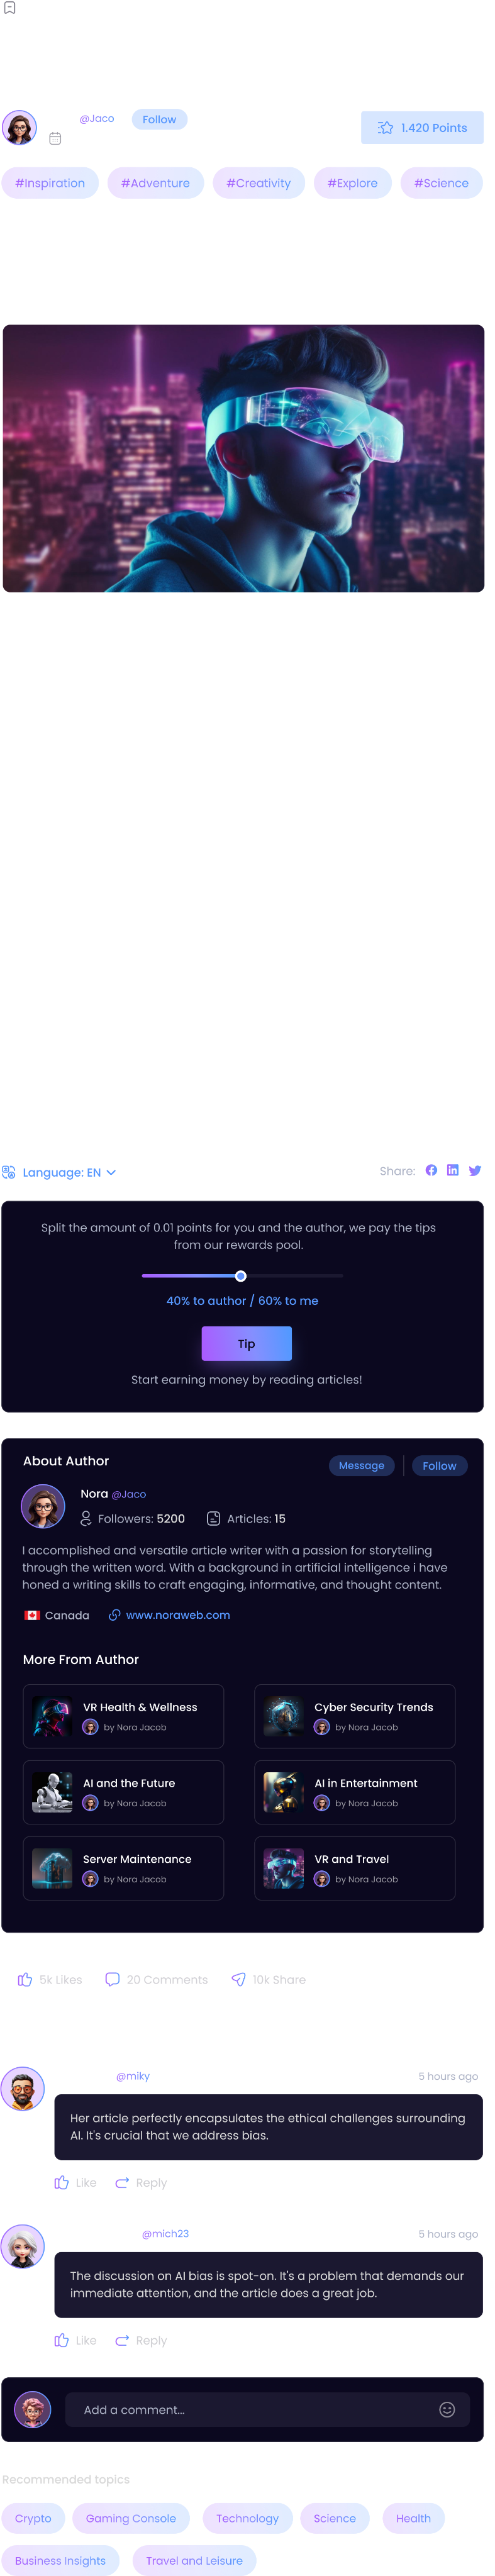 @Jaco Follow
1.420 Points
#Inspiration #Adventure #Creativity #Explore #Science
Language: EN
Share:
Split the amount of 0.01 points for you and the author, we pay the tips
from our rewards pool.
40% to author / 60% to me
Tip
Start earning money by reading articles!
About Author
Message Follow
Nora @Jaco
Followers: 5200 Articles: 15
I accomplished and versatile article writer with a passion for storytelling
through the written word. With a background in artificial intelligence i have
honed a writing skills to craft engaging, informative, and thought content.
Canada www.noraweb.com
More From Author
VR Health & Wellness
by Nora Jacob
Cyber Security Trends
by Nora Jacob
AI and the Future
by Nora Jacob
AI in Entertainment
by Nora Jacob
Server Maintenance
by Nora Jacob
VR and Travel
by Nora Jacob
5k Likes 20 Comments 10k Share
@miky 5 hours ago
Her article perfectly encapsulates the ethical challenges surrounding
AI. It's crucial that we address bias.
Like Reply
@mich23 5 hours ago
The discussion on AI bias is spot-on. It's a problem that demands our
immediate attention, and the article does a great job.
Like Reply
Add a comment...
Recommended topics
Crypto Gaming Console Technology Science Health
Business Insights Travel and Leisure